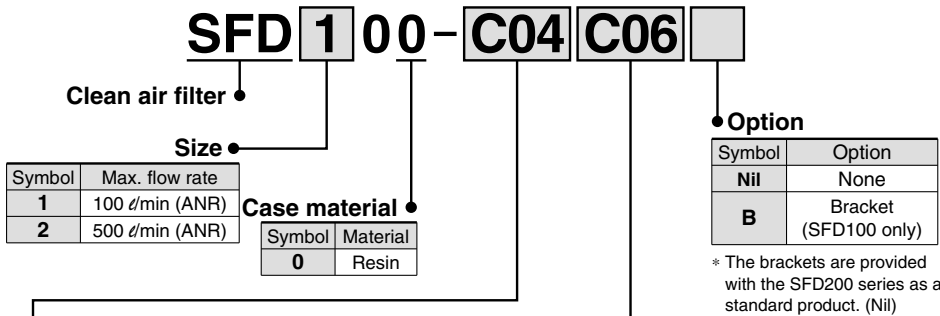 SFD 1 0 0 - C04 C06
Clean air filter
Size
Symbol Max. flow rate
1 100 ℓ/min (ANR)
2 500 ℓ/min (ANR)
Case material
Symbol Material
0 Resin
Option
Symbol Option
Nil None
B Bracket
(SFD100 only)
* The brackets are provided
with the SFD200 series as a
standard product. (Nil)